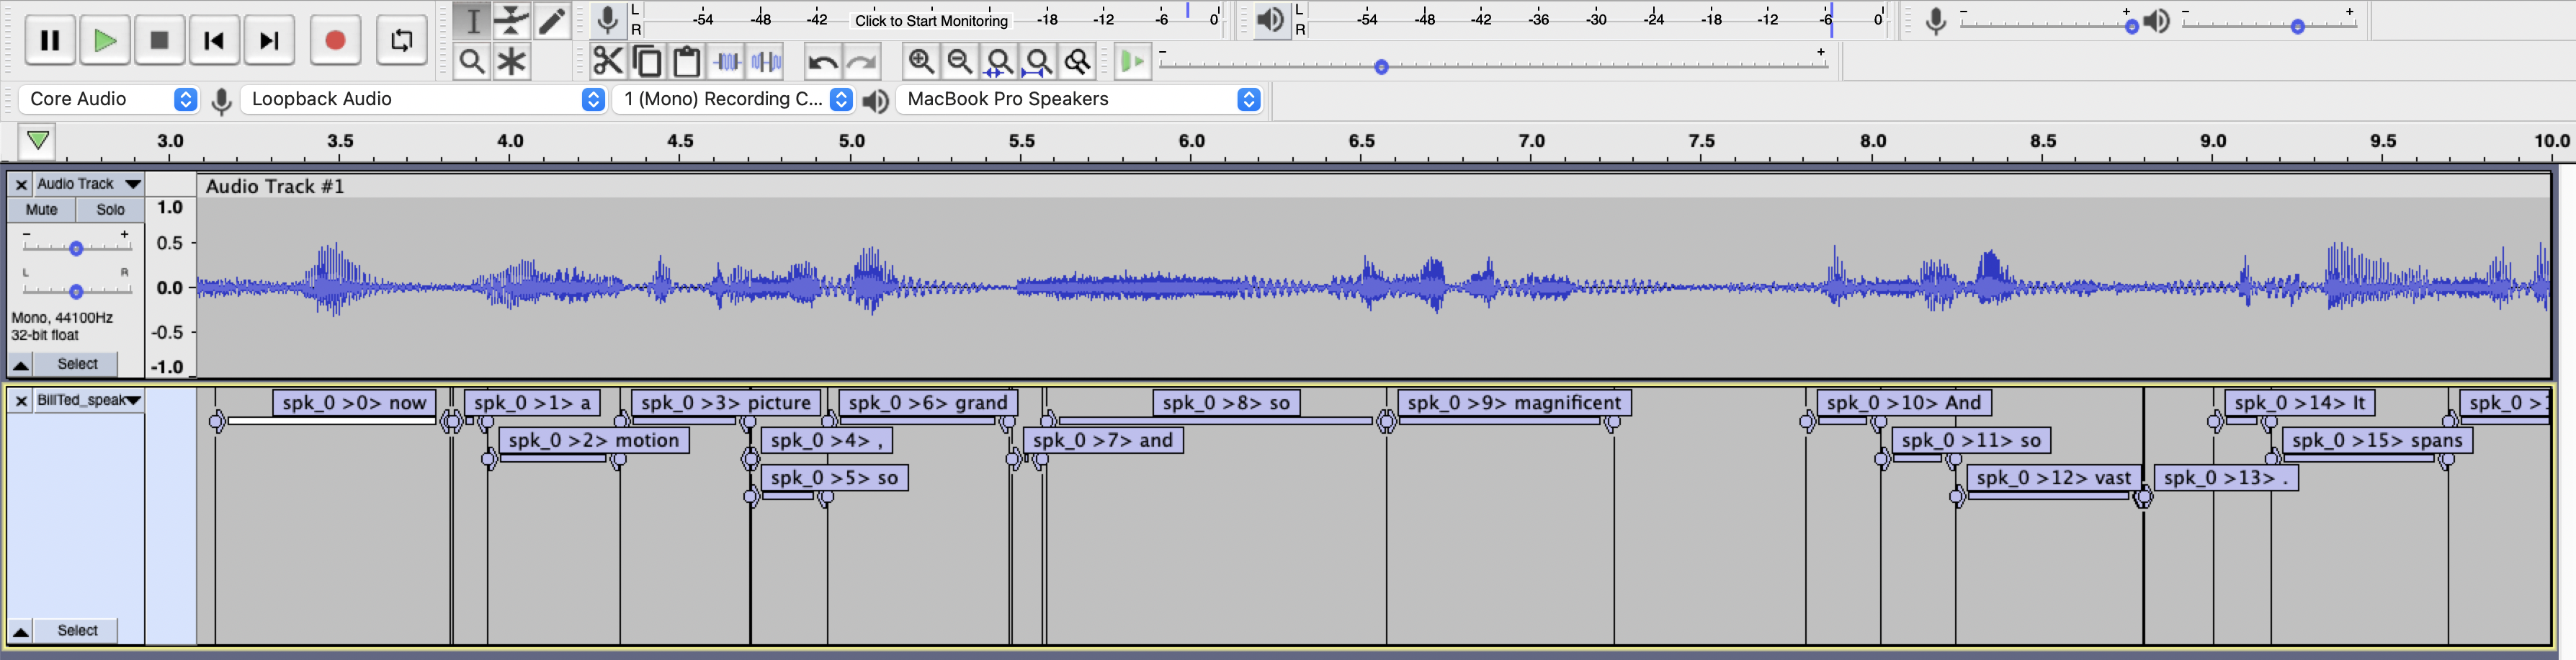 L R -54 -48 -42 Click to Start Monitoring -18 -12 -6 0
L R -54 -48 -42 -36 -30 -24 -18 -12 -6 0
- +
- +
- +
Core Audio Loopback Audio 1 (Mono) Recording C... MacBook Pro Speakers
3.0 3.5 4.0 4.5 5.0 5.5 6.0 6.5 7.0 7.5 8.0 8.5 9.0 9.5 10.0
Audio Track Audio Track #1
Mute Solo
- +
L R
Mono, 44100Hz
32-bit float
Select
1.0
0.5
0.0
-0.5
-1.0
BillTed_speak
spk_0 >0> now spk_0 >1> a spk_0 >3> picture spk_0 >6> grand spk_0 >8> so spk_0 >9> magnificent spk_0 >10> And spk_0 >14> It spk_0 >1
spk_0 >2> motion spk_0 >4> , spk_0 >7> and spk_0 >11> so spk_0 >15> spans
spk_0 >5> so spk_0 >12> vast spk_0 >13> .
Select